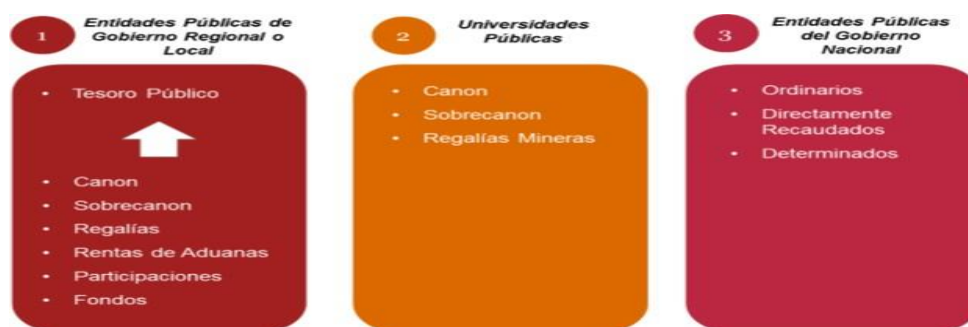 1
Entidades Públicas de
Gobierno Regional o
Local
• Tesoro Público
• Canon
• Sobrecanon
• Regalías
• Rentas de Aduanas
• Participaciones
• Fondos
2
Universidades
Públicas
• Canon
• Sobrecanon
• Regalías Mineras
3
Entidades Públicas
del Gobierno
Nacional
• Ordinarios
• Directamente
Recaudados
• Determinados